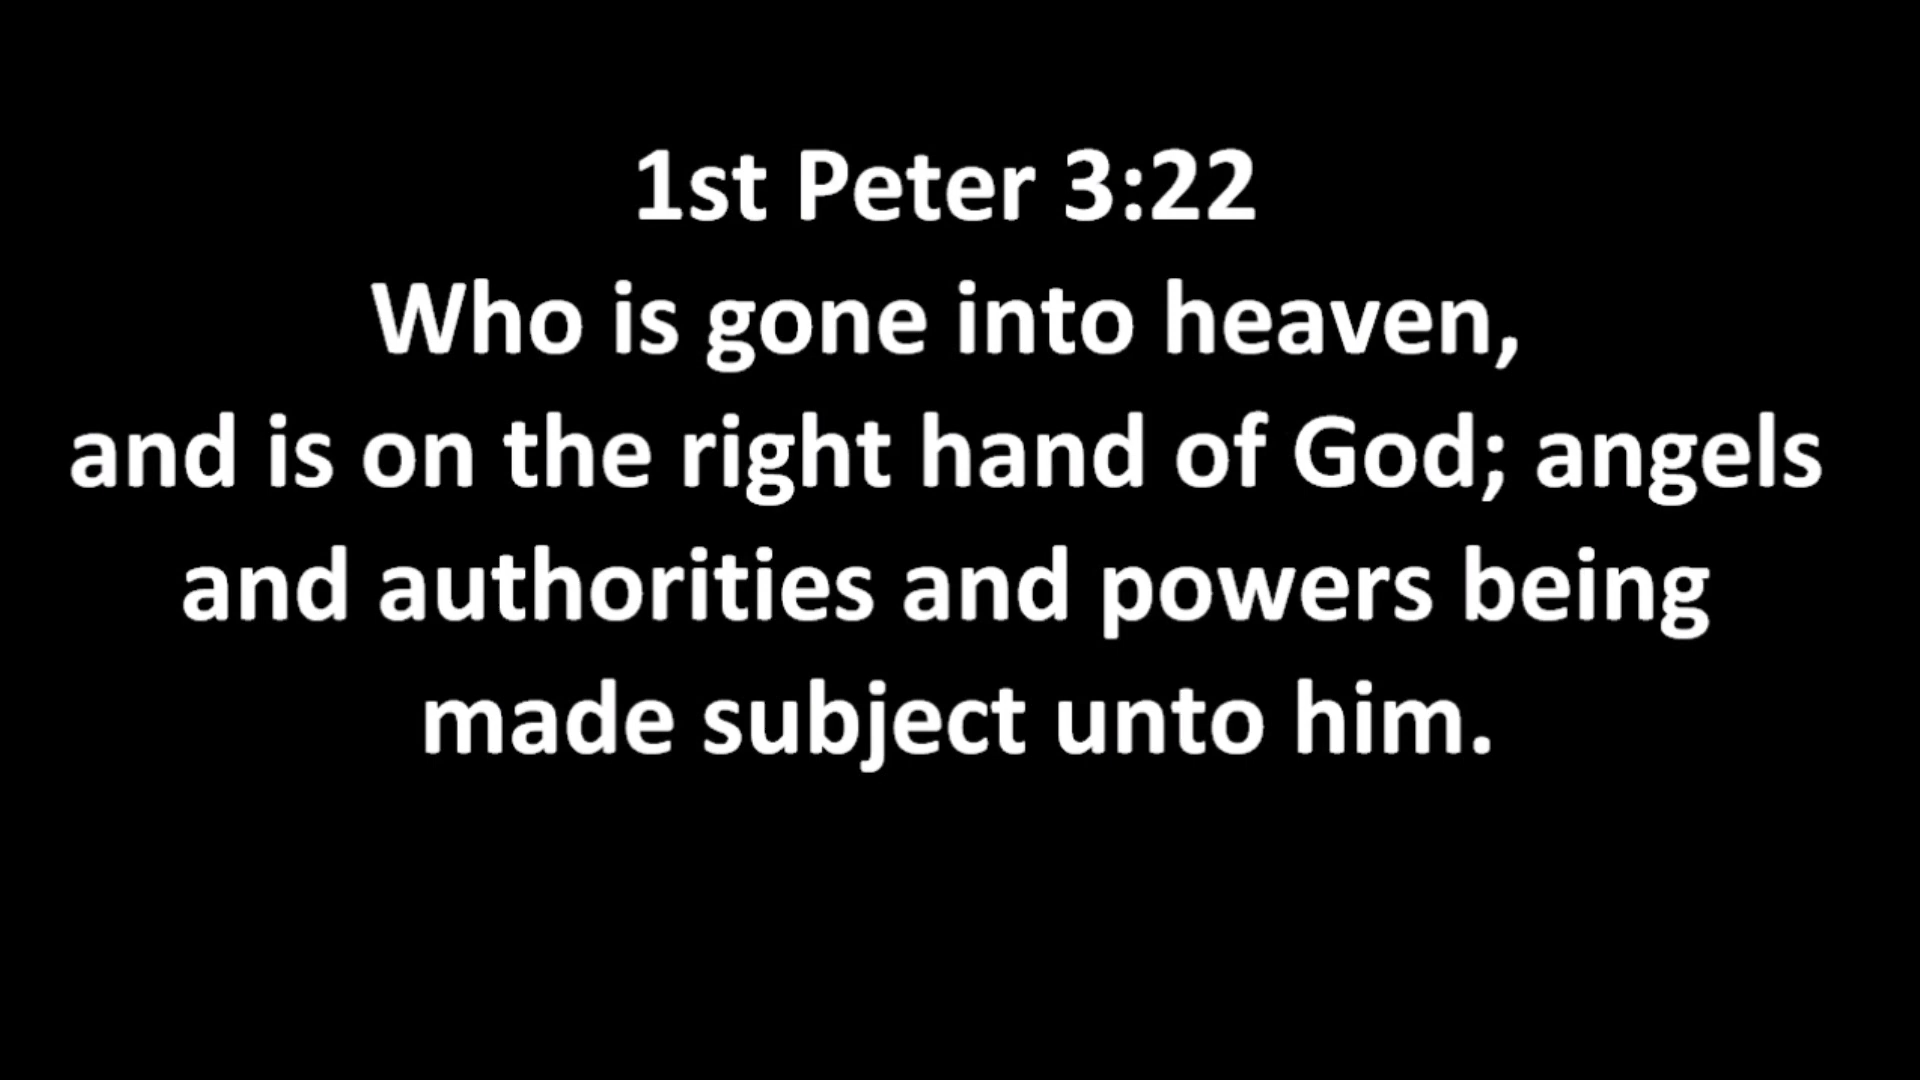 1st Peter 3:22
Who is gone into heaven,
and is on the right hand of God; angels
and authorities and powers being
made subject unto him.